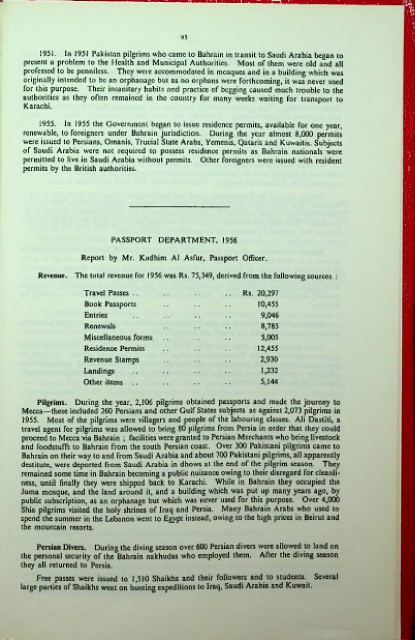 95
1951. In 1951 Pakistan pilgrims who came to Bahrain in transit to Saudi Arabia began to
present a problem to the Health and Municipal Authorities. Most of them were old and all
professed to be penniless. They were accommodated in mosques and in a building which was
originally intended to be an orphanage but as no orphans were forthcoming, it was never used
for this purpose. Their insanitary habits and practice of begging caused much trouble to the
authorities as they often remained in the country for many weeks waiting for transport to
Karachi.
1955. In 1955 the Government began to issue residence permits, available for one year,
renewable, to foreigners under Bahrain jurisdiction. During the year almost 8,000 permits
were issued to Persians, Omanis, Trucial State Arabs, Yemenis, Qataris and Kuwaitis. Subjects
of Saudi Arabia were not required to possess residence permits as Bahrain nationals were
permitted to live in Saudi Arabia without permits. Other foreigners were issued with resident
permits by the British authorities.
PASSPORT DEPARTMENT, 1956
Report by Mr. Kadhim Al Asfur, Passport Officer.
Revenue. The total revenue for 1956 was Rs. 75,349, derived from the following sources :
Travel Passes .. .. .. .. Rs. 20,297
Book Passports .. .. .. 10,455
Entries .. .. .. .. 9,046
Renewals .. .. .. 8,785
Miscellaneous forms .. .. .. 5,005
Residence Permits .. .. .. 12,455
Revenue Stamps .. .. .. 2,930
Landings .. .. .. .. 1,232
Other items .. .. .. .. 5,144
Pilgrims. During the year, 2,106 pilgrims obtained passports and made the journey to
Mecca—these included 260 Persians and other Gulf States subjects as against 2,073 pilgrims in
1955. Most of the pilgrims were villagers and people of the labouring classes. Ali Dastiti, a
travel agent for pilgrims was allowed to bring 80 pilgrims from Persia in order that they could
proceed to Mecca via Bahrain ; facilities were granted to Persian Merchants who bring livestock
and foodstuffs to Bahrain from the south Persian coast. Over 300 Pakistani pilgrims came to
Bahrain on their way to and from Saudi Arabia and about 700 Pakistani pilgrims, all apparently
destitute, were deported from Saudi Arabia in dhows at the end of the pilgrim season. They
remained some time in Bahrain becoming a public nuisance owing to their disregard for cleanli-
ness, until finally they were shipped back to Karachi. While in Bahrain they occupied the
Juma mosque, and the land around it, and a building which was put up many years ago, by
public subscription, as an orphanage but which was never used for this purpose. Over 4,000
Shia pilgrims visited the holy shrines of Iraq and Persia. Many Bahrain Arabs who used to
spend the summer in the Lebanon went to Egypt instead, owing to the high prices in Beirut and
the mountain resorts.
Persian Divers. During the diving season over 600 Persian divers were allowed to land on
the personal security of the Bahrain nakhudas who employed them. After the diving season
they all returned to Persia.
Free passes were issued to 1,510 Shaikhs and their followers and to students. Several
large parties of Shaikhs went on hunting expeditions to Iraq, Saudi Arabia and Kuwait.